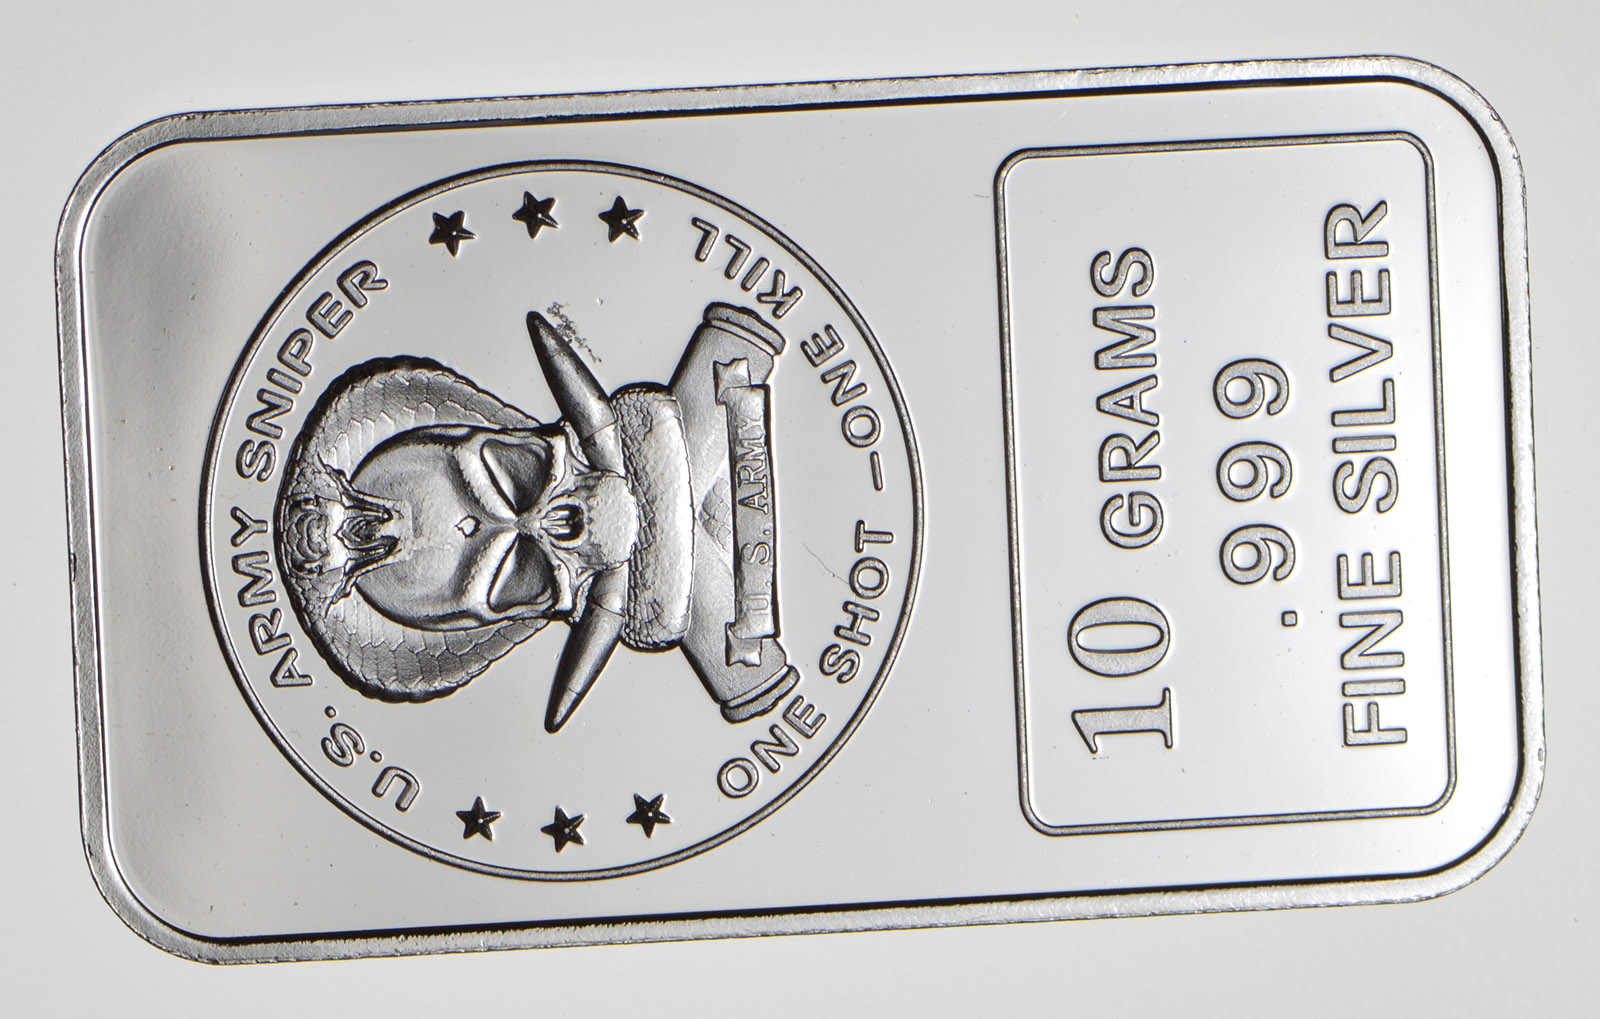 U.S. ARMY SNIPER
U. S. ARMY
ONE SHOT – ONE KILL
10 GRAMS
.999
FINE SILVER